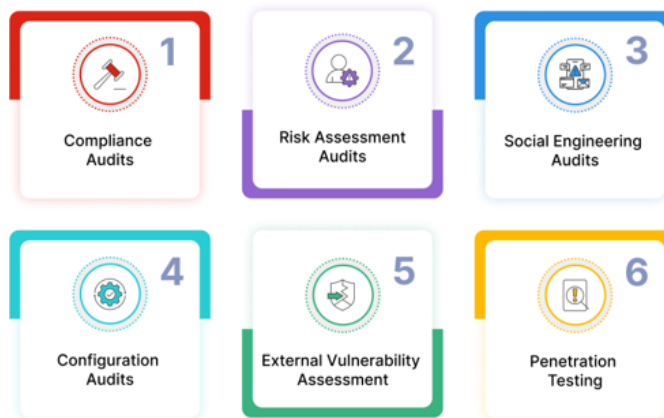 1
Compliance
Audits
2
Risk Assessment
Audits
3
Social Engineering
Audits
4
Configuration
Audits
5
External Vulnerability
Assessment
6
Penetration
Testing